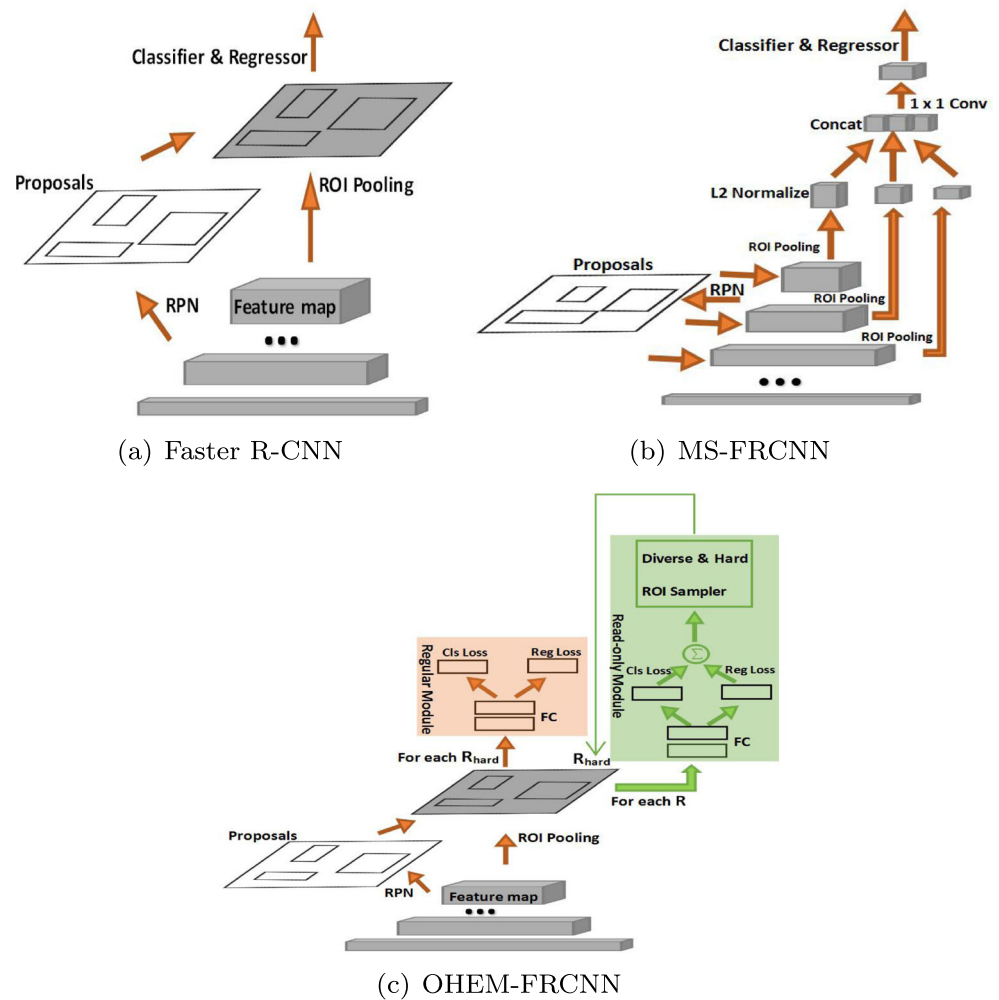 Classifier & Regressor
Proposals
ROI Pooling
RPN
Feature map
(a) Faster R-CNN
Classifier & Regressor
1 x 1 Conv
Concat
L2 Normalize
ROI Pooling
Proposals
RPN
ROI Pooling
ROI Pooling
(b) MS-FRCNN
Diverse & Hard
ROI Sampler
Read-only Module
Cls Loss
Reg Loss
FC
Regular Module
Cls Loss
Reg Loss
FC
For each Rhard
Rhard
For each R
Proposals
ROI Pooling
RPN
Feature map
(c) OHEM-FRCNN